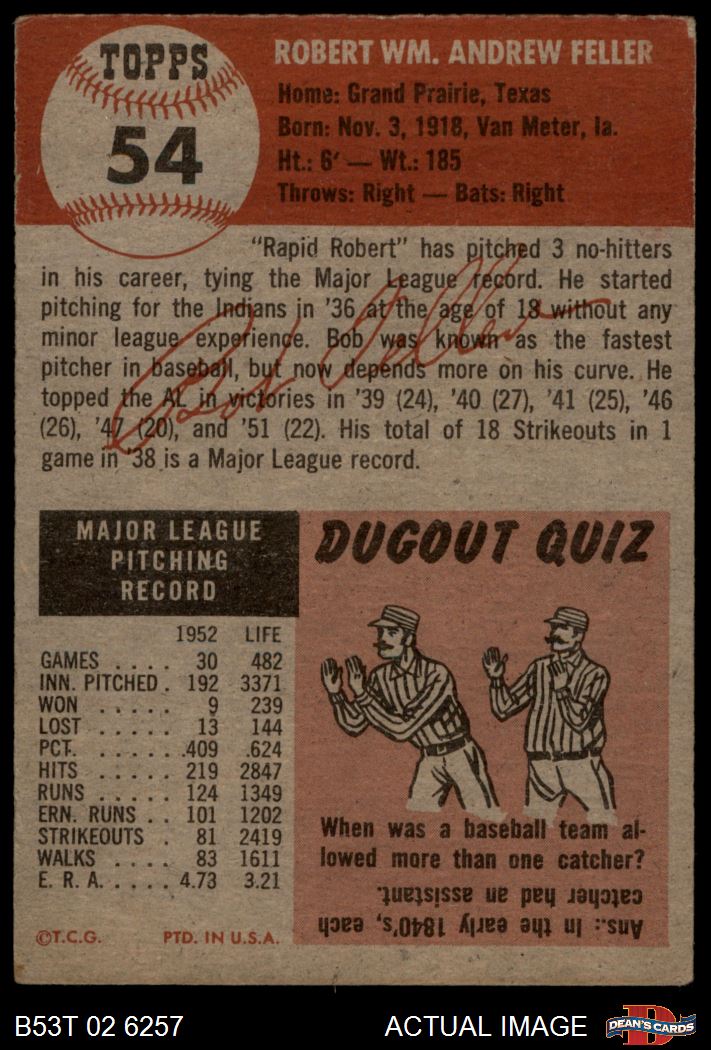 TOPPS
54
ROBERT WM. ANDREW FELLER
Home: Grand Prairie, Texas
Born: Nov. 3, 1918, Van Meter, Ia.
Ht.: 6' — Wt.: 185
Throws: Right — Bats: Right
"Rapid Robert" has pitched 3 no-hitters
in his career, tying the Major League record. He started
pitching for the Indians in '36 at the age of 18 without any
minor league experience. Bob was known as the fastest
pitcher in baseball, but now depends more on his curve. He
topped the AL in victories in '39 (24), '40 (27), '41 (25), '46
(26), '47 (20), and '51 (22). His total of 18 Strikeouts in 1
game in '38 is a Major League record.
Bob Feller
MAJOR LEAGUE
PITCHING
RECORD
1952 LIFE
GAMES . . . . 30 482
INN. PITCHED . 192 3371
WON . . . . . 9 239
LOST . . . . . 13 144
PCT. . . . . . .409 .624
HITS . . . . . 219 2847
RUNS . . . . . 124 1349
ERN. RUNS . . 101 1202
STRIKEOUTS . 81 2419
WALKS . . . . 83 1611
E. R. A. . . . . 4.73 3.21
©T.C.G. PTD. IN U.S.A.
DUGOUT QUIZ
When was a baseball team al-
lowed more than one catcher?
Ans.: In the early 1840's, each
catcher had an assistant.
B53T 02 6257
ACTUAL IMAGE
DEAN'S CARDS